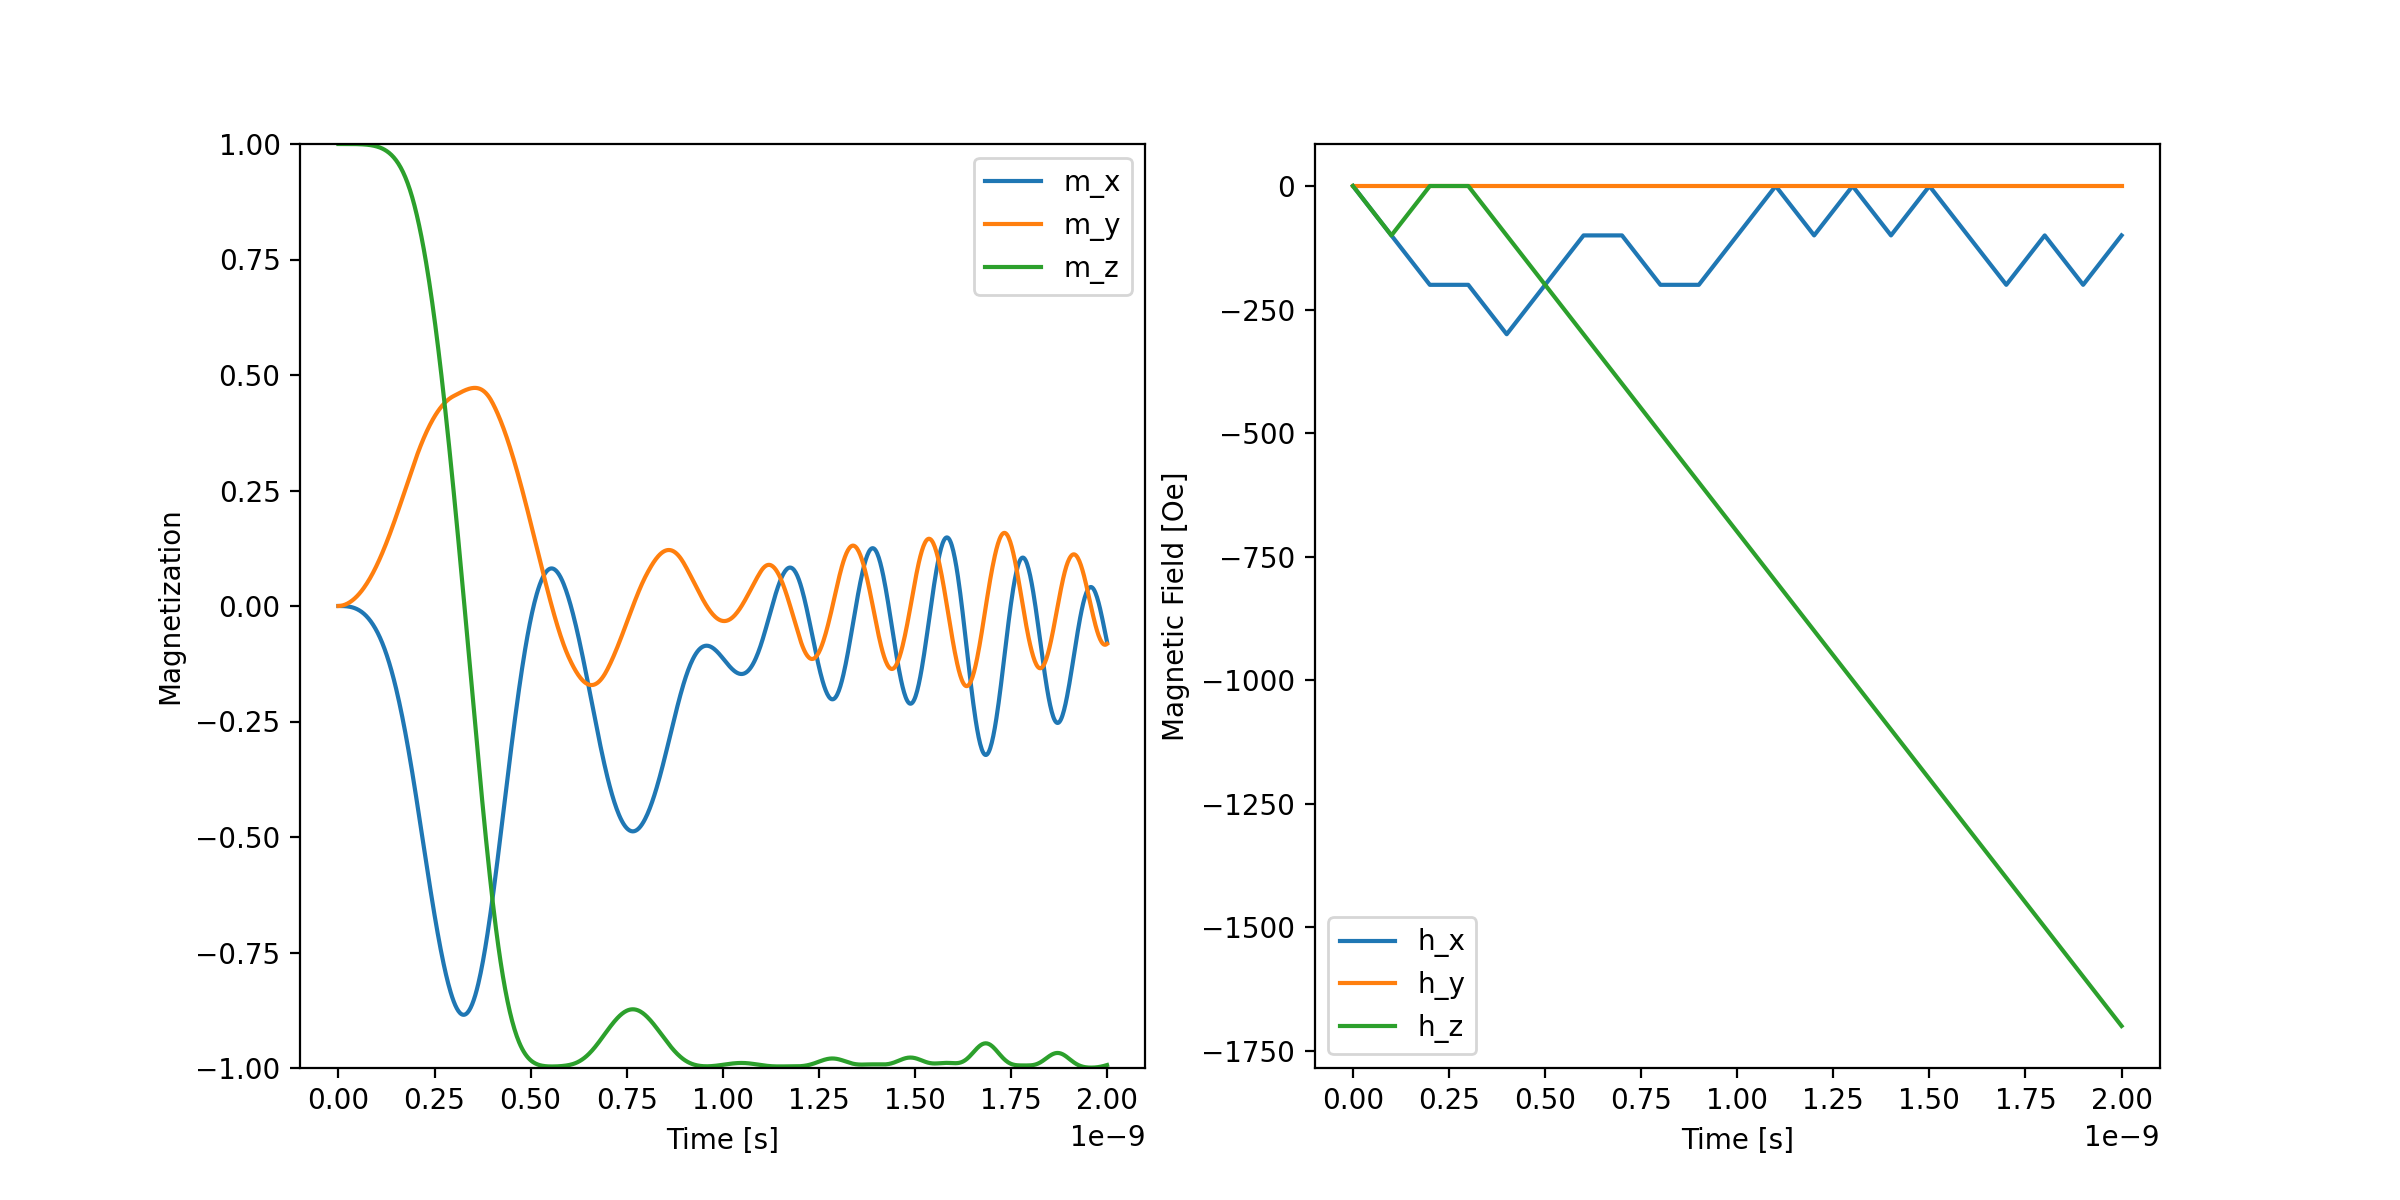 1.00
0.75
0.50
0.25
0.00
−0.25
−0.50
−0.75
−1.00
Magnetization
m_x
m_y
m_z
0.00 0.25 0.50 0.75 1.00 1.25 1.50 1.75 2.00
Time [s]
1e−9
0
−250
−500
−750
−1000
−1250
−1500
−1750
Magnetic Field [Oe]
h_x
h_y
h_z
0.00 0.25 0.50 0.75 1.00 1.25 1.50 1.75 2.00
Time [s]
1e−9